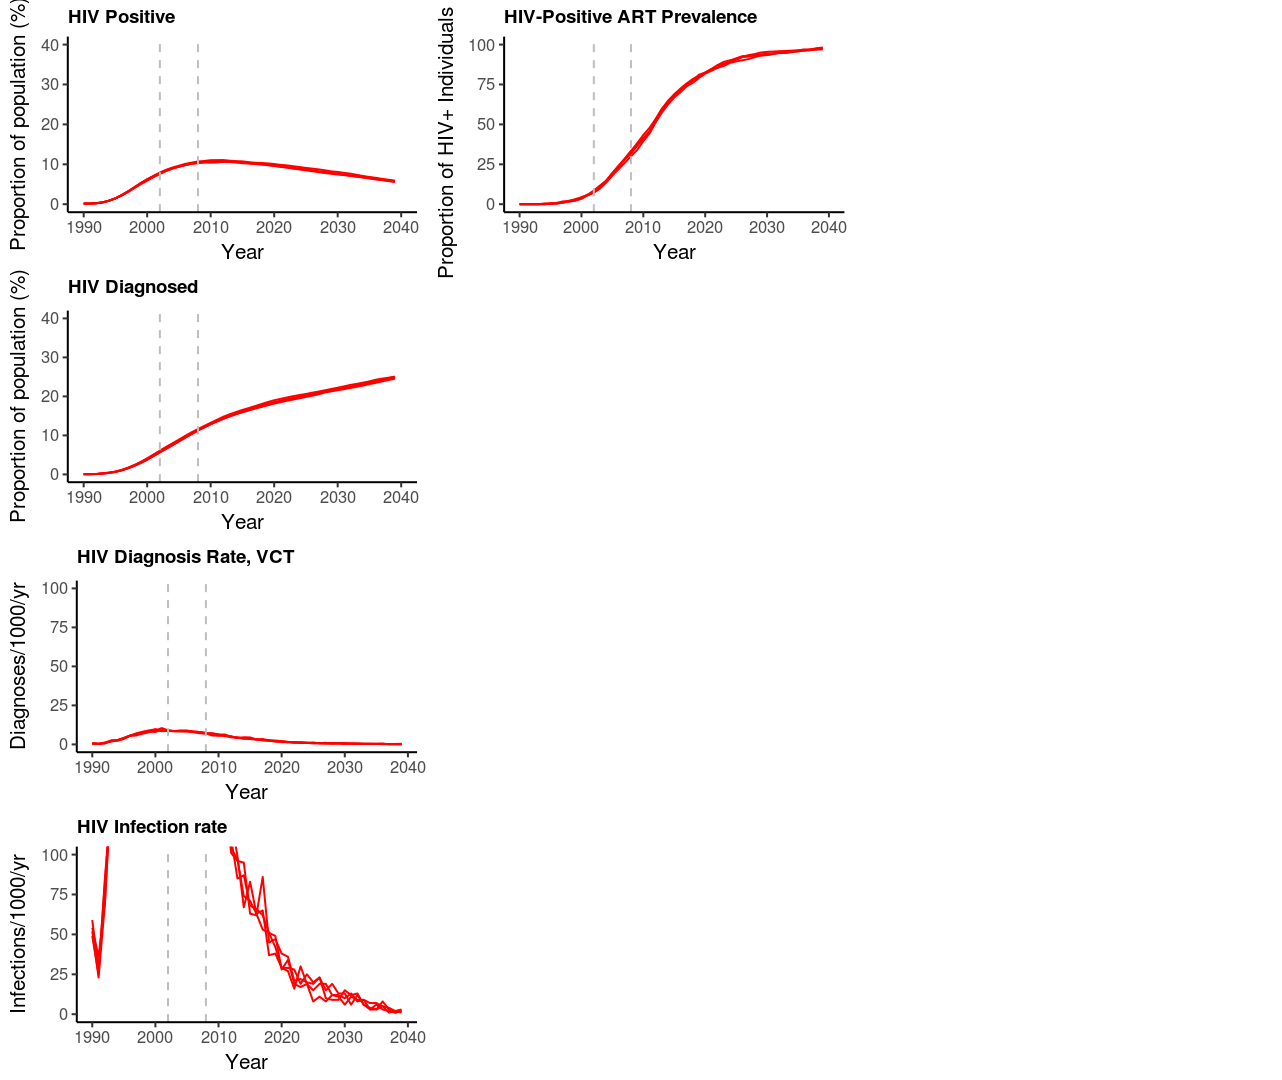 HIV Positive
Proportion of population (%)
40
30
20
10
0
1990 2000 2010 2020 2030 2040
Year
HIV-Positive ART Prevalence
Proportion of HIV+ Individuals
100
75
50
25
0
1990 2000 2010 2020 2030 2040
Year
HIV Diagnosed
Proportion of population (%)
40
30
20
10
0
1990 2000 2010 2020 2030 2040
Year
HIV Diagnosis Rate, VCT
Diagnoses/1000/yr
100
75
50
25
0
1990 2000 2010 2020 2030 2040
Year
HIV Infection rate
Infections/1000/yr
100
75
50
25
0
1990 2000 2010 2020 2030 2040
Year